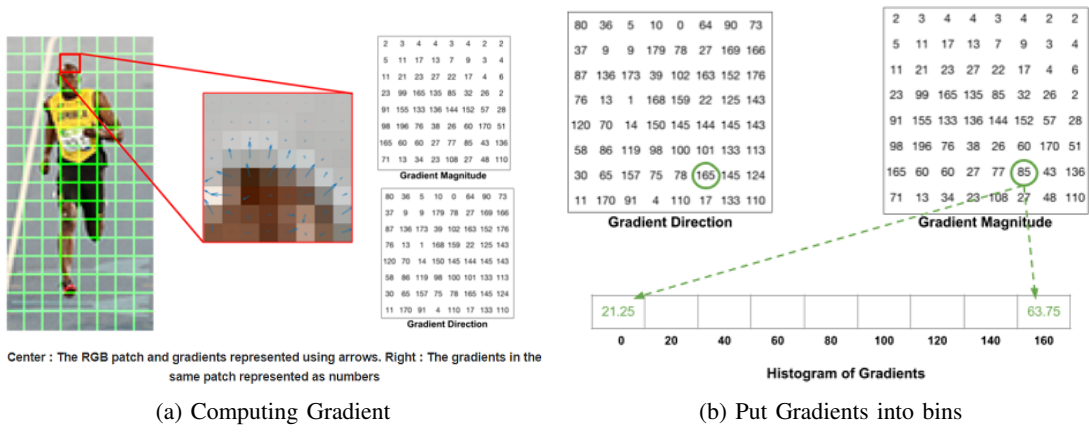 2 3 4 4 3 4 2 2
5 11 17 13 7 9 3 4
11 21 23 27 22 17 4 6
23 99 165 135 85 32 26 2
91 155 133 136 144 152 57 28
98 196 76 38 26 60 170 51
165 60 60 27 77 85 43 136
71 13 34 23 108 27 48 110
Gradient Magnitude
80 36 5 10 0 64 90 73
37 9 9 179 78 27 169 166
87 136 173 39 102 163 152 176
76 13 1 168 159 22 125 143
120 70 14 150 145 144 145 143
58 86 119 98 100 101 133 113
30 65 157 75 78 165 145 124
11 170 91 4 110 17 133 110
Gradient Direction
Center : The RGB patch and gradients represented using arrows. Right : The gradients in the
same patch represented as numbers
(a) Computing Gradient
80 36 5 10 0 64 90 73
37 9 9 179 78 27 169 166
87 136 173 39 102 163 152 176
76 13 1 168 159 22 125 143
120 70 14 150 145 144 145 143
58 86 119 98 100 101 133 113
30 65 157 75 78 165 145 124
11 170 91 4 110 17 133 110
Gradient Direction
2 3 4 4 3 4 2 2
5 11 17 13 7 9 3 4
11 21 23 27 22 17 4 6
23 99 165 135 85 32 26 2
91 155 133 136 144 152 57 28
98 196 76 38 26 60 170 51
165 60 60 27 77 85 43 136
71 13 34 23 108 27 48 110
Gradient Magnitude
21.25 63.75
0 20 40 60 80 100 120 140 160
Histogram of Gradients
(b) Put Gradients into bins